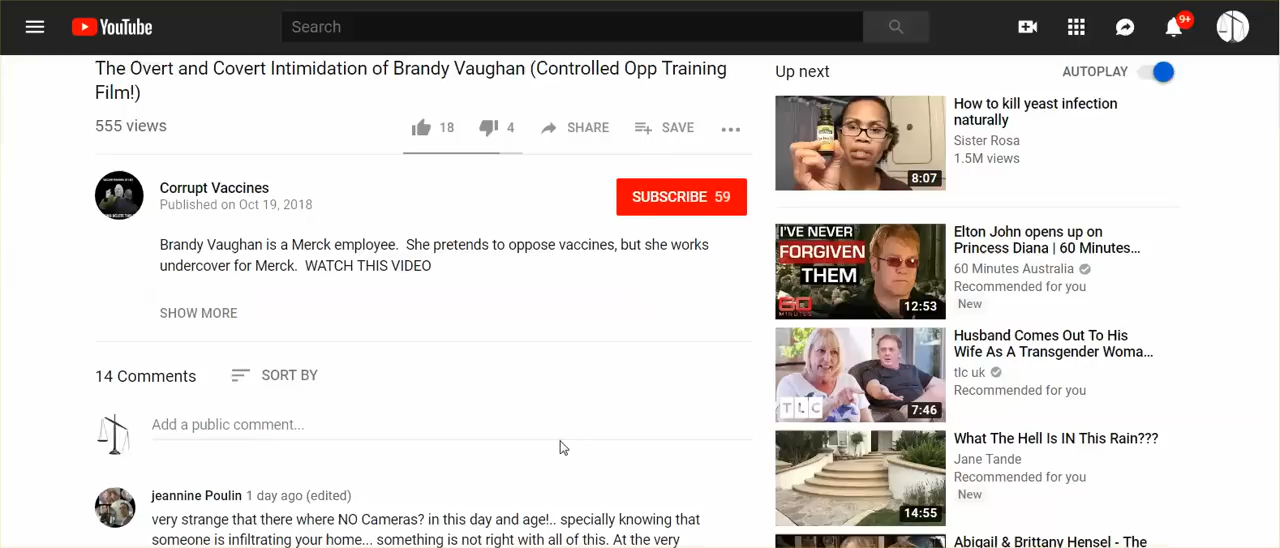 YouTube
Search
9+
The Overt and Covert Intimidation of Brandy Vaughan (Controlled Opp Training
Film!)
555 views
18
4
SHARE
SAVE
Corrupt Vaccines
Published on Oct 19, 2018
SUBSCRIBE 59
Brandy Vaughan is a Merck employee. She pretends to oppose vaccines, but she works
undercover for Merck. WATCH THIS VIDEO
SHOW MORE
14 Comments
SORT BY
Add a public comment...
jeannine Poulin 1 day ago (edited)
very strange that there where NO Cameras? in this day and age!.. specially knowing that
someone is infiltrating your home... something is not right with all of this. At the very
Up next
AUTOPLAY
8:07
How to kill yeast infection
naturally
Sister Rosa
1.5M views
I'VE NEVER
FORGIVEN
THEM
60
MINUTES
12:53
Elton John opens up on
Princess Diana | 60 Minutes...
60 Minutes Australia
Recommended for you
New
TLC
7:46
Husband Comes Out To His
Wife As A Transgender Woma...
tlc uk
Recommended for you
14:55
What The Hell Is IN This Rain???
Jane Tande
Recommended for you
New
Abigail & Brittany Hensel - The